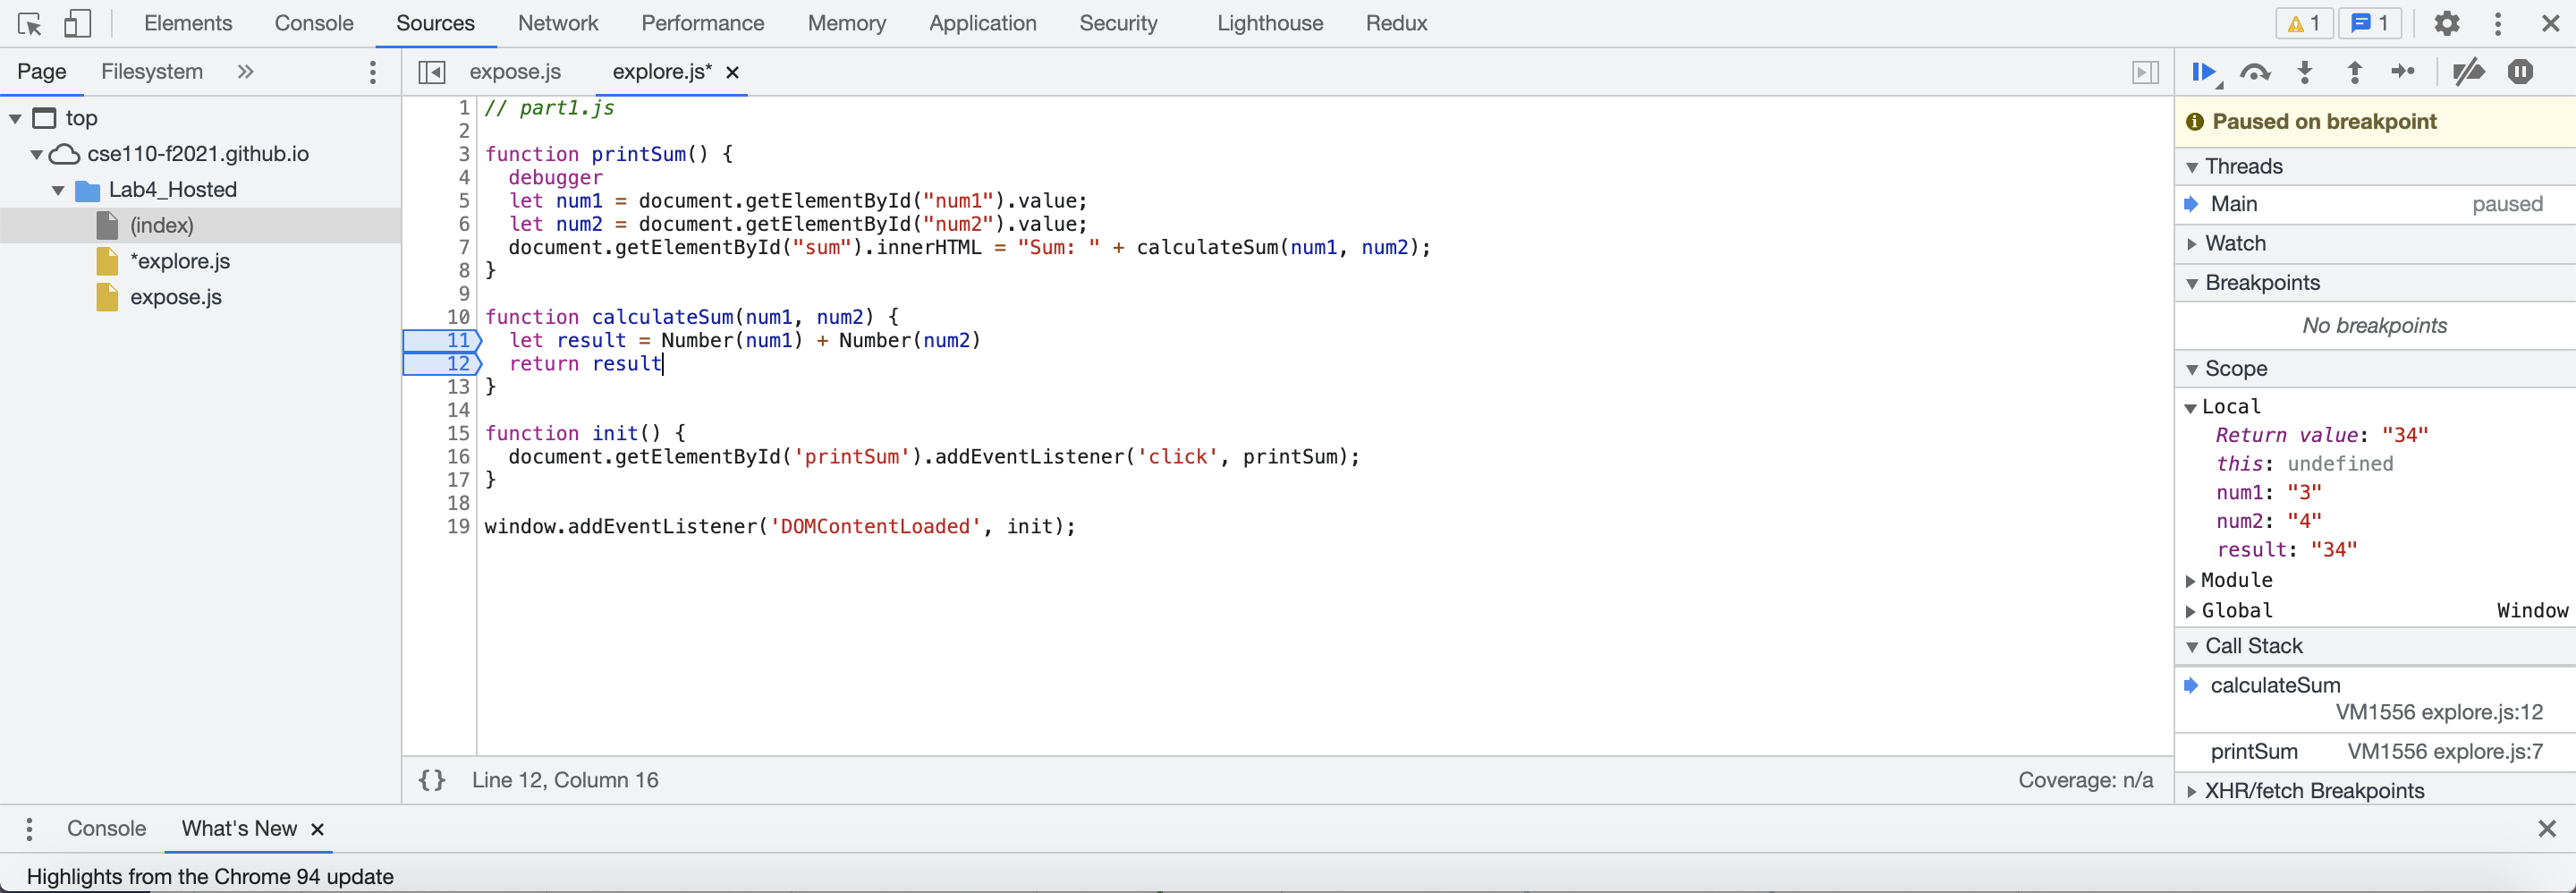 Elements Console Sources Network Performance Memory Application Security Lighthouse Redux 1 1
Page Filesystem
expose.js explore.js*
top
cse110-f2021.github.io
Lab4_Hosted
(index)
*explore.js
expose.js
1 // part1.js
2
3 function printSum() {
4 debugger
5 let num1 = document.getElementById("num1").value;
6 let num2 = document.getElementById("num2").value;
7 document.getElementById("sum").innerHTML = "Sum: " + calculateSum(num1, num2);
8 }
9
10 function calculateSum(num1, num2) {
11 let result = Number(num1) + Number(num2)
12 return result
13 }
14
15 function init() {
16 document.getElementById('printSum').addEventListener('click', printSum);
17 }
18
19 window.addEventListener('DOMContentLoaded', init);
{} Line 12, Column 16 Coverage: n/a
Paused on breakpoint
Threads
Main paused
Watch
Breakpoints
No breakpoints
Scope
Local
Return value: "34"
this: undefined
num1: "3"
num2: "4"
result: "34"
Module
Global Window
Call Stack
calculateSum
VM1556 explore.js:12
printSum VM1556 explore.js:7
XHR/fetch Breakpoints
Console What's New
Highlights from the Chrome 94 update